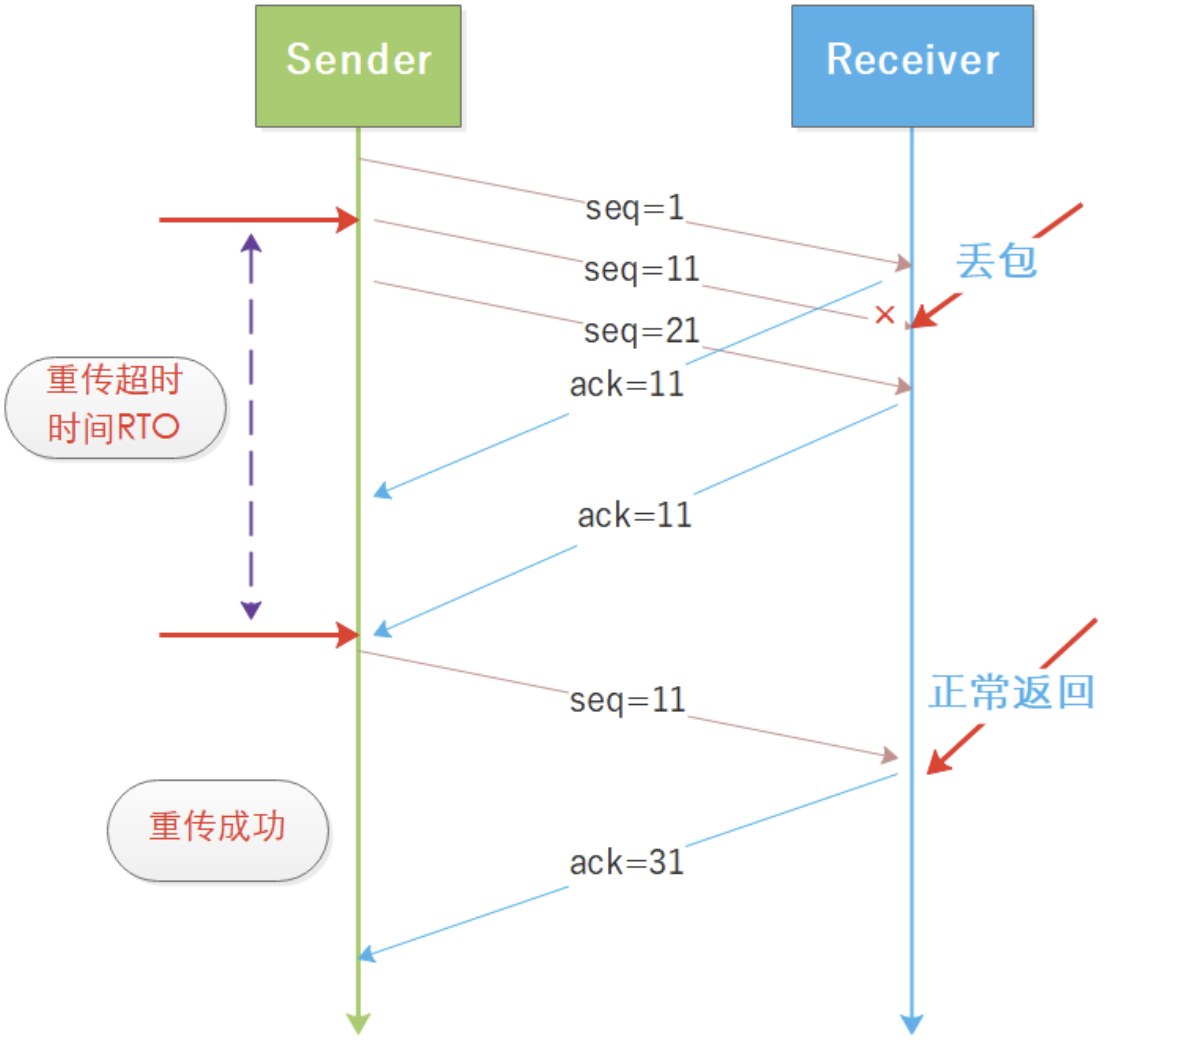 Sender
Receiver
seq=1
丢包
seq=11
seq=21
重传超时
时间RTO
ack=11
ack=11
正常返回
seq=11
重传成功
ack=31